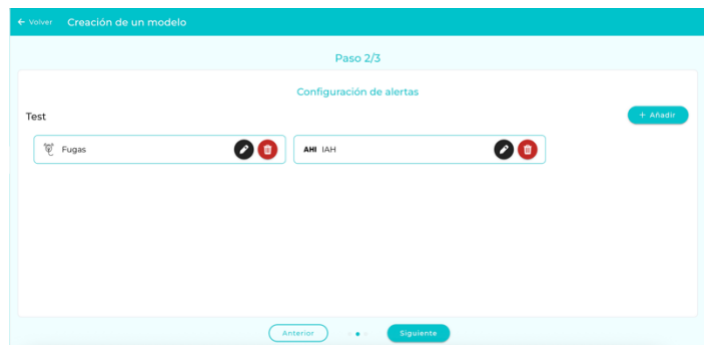 ← Volver Creación de un modelo
Paso 2/3
Configuración de alertas
Test
+ Añadir
Fugas
AHI IAH
Anterior
Siguiente